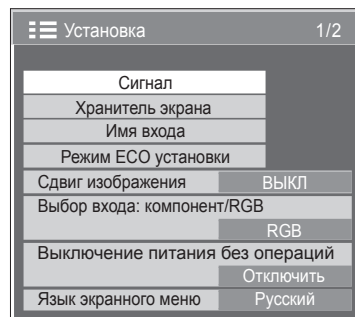 Установка 1/2
Сигнал
Хранитель экрана
Имя входа
Режим ECO установки
Сдвиг изображения ВЫКЛ
Выбор входа: компонент/RGB
RGB
Выключение питания без операций
Отключить
Язык экранного меню Русский